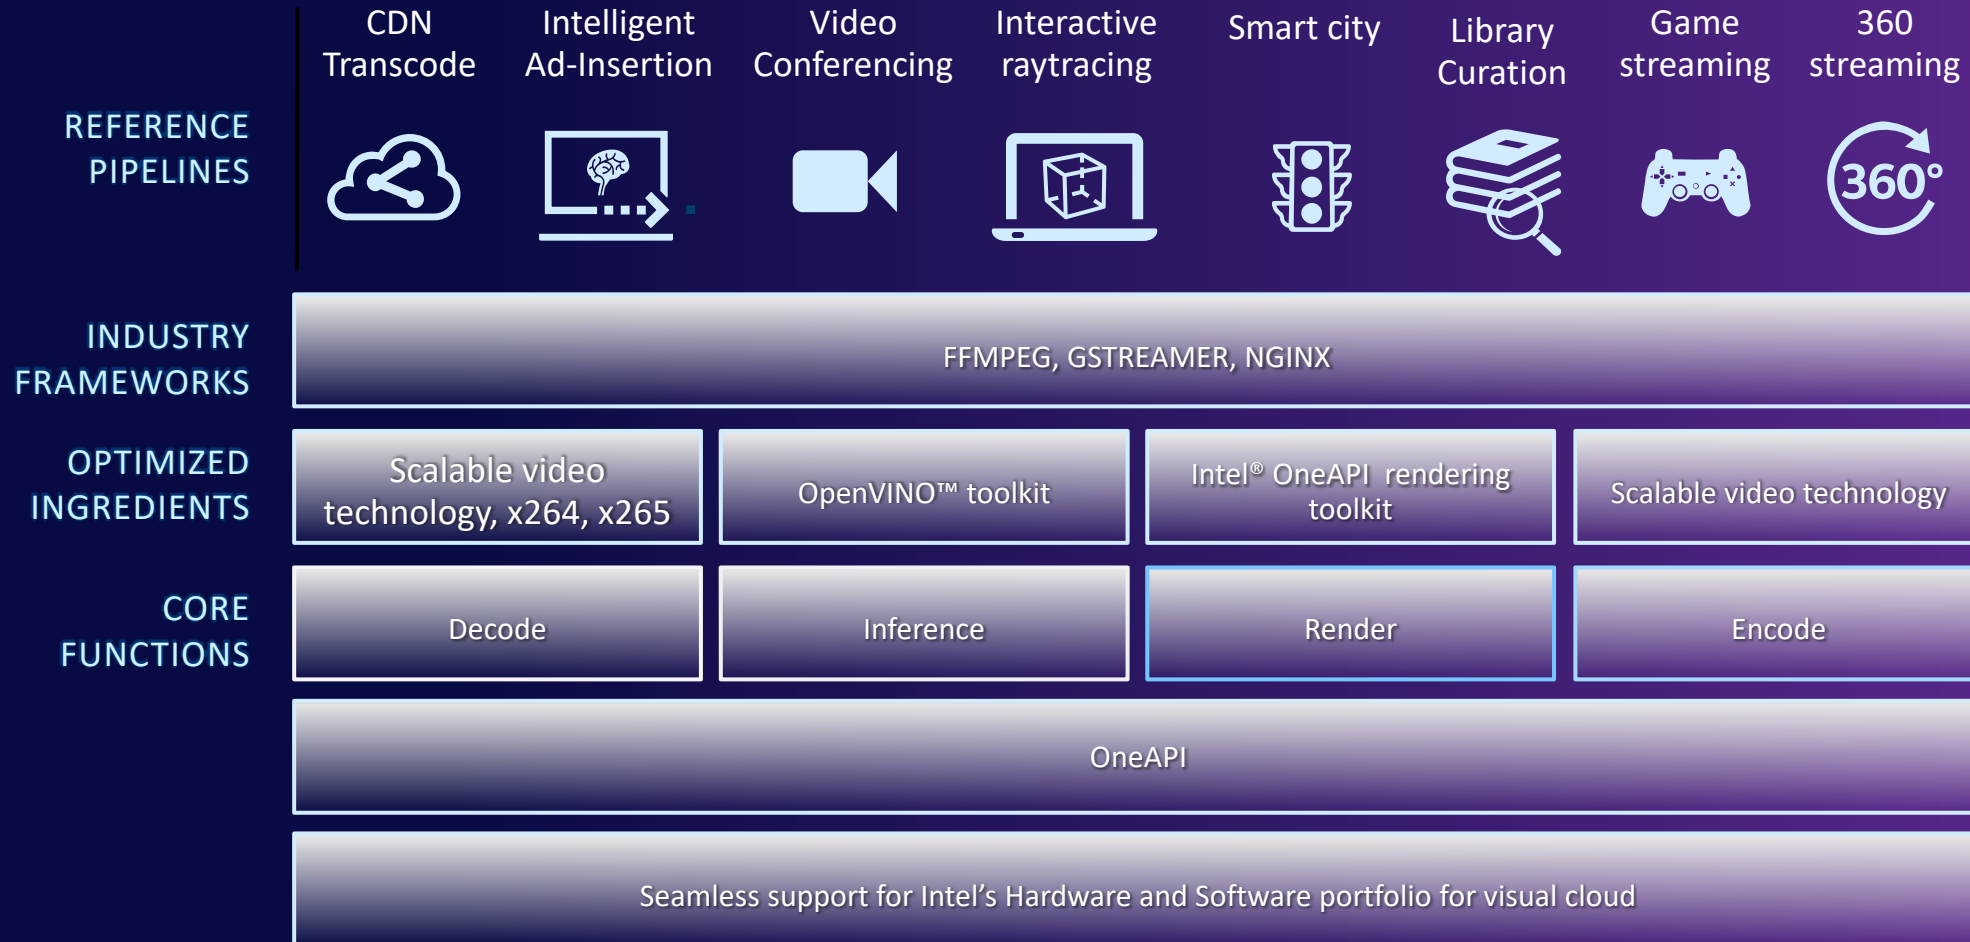 CDN
Transcode
Intelligent
Ad-Insertion
Video
Conferencing
Interactive
raytracing
Smart city
Library
Curation
Game
streaming
360
streaming
REFERENCE
PIPELINES
360°
INDUSTRY
FRAMEWORKS
FFMPEG, GSTREAMER, NGINX
OPTIMIZED
INGREDIENTS
Scalable video
technology, x264, x265
OpenVINO™ toolkit
Intel® OneAPI rendering
toolkit
Scalable video technology
CORE
FUNCTIONS
Decode
Inference
Render
Encode
OneAPI
Seamless support for Intel’s Hardware and Software portfolio for visual cloud